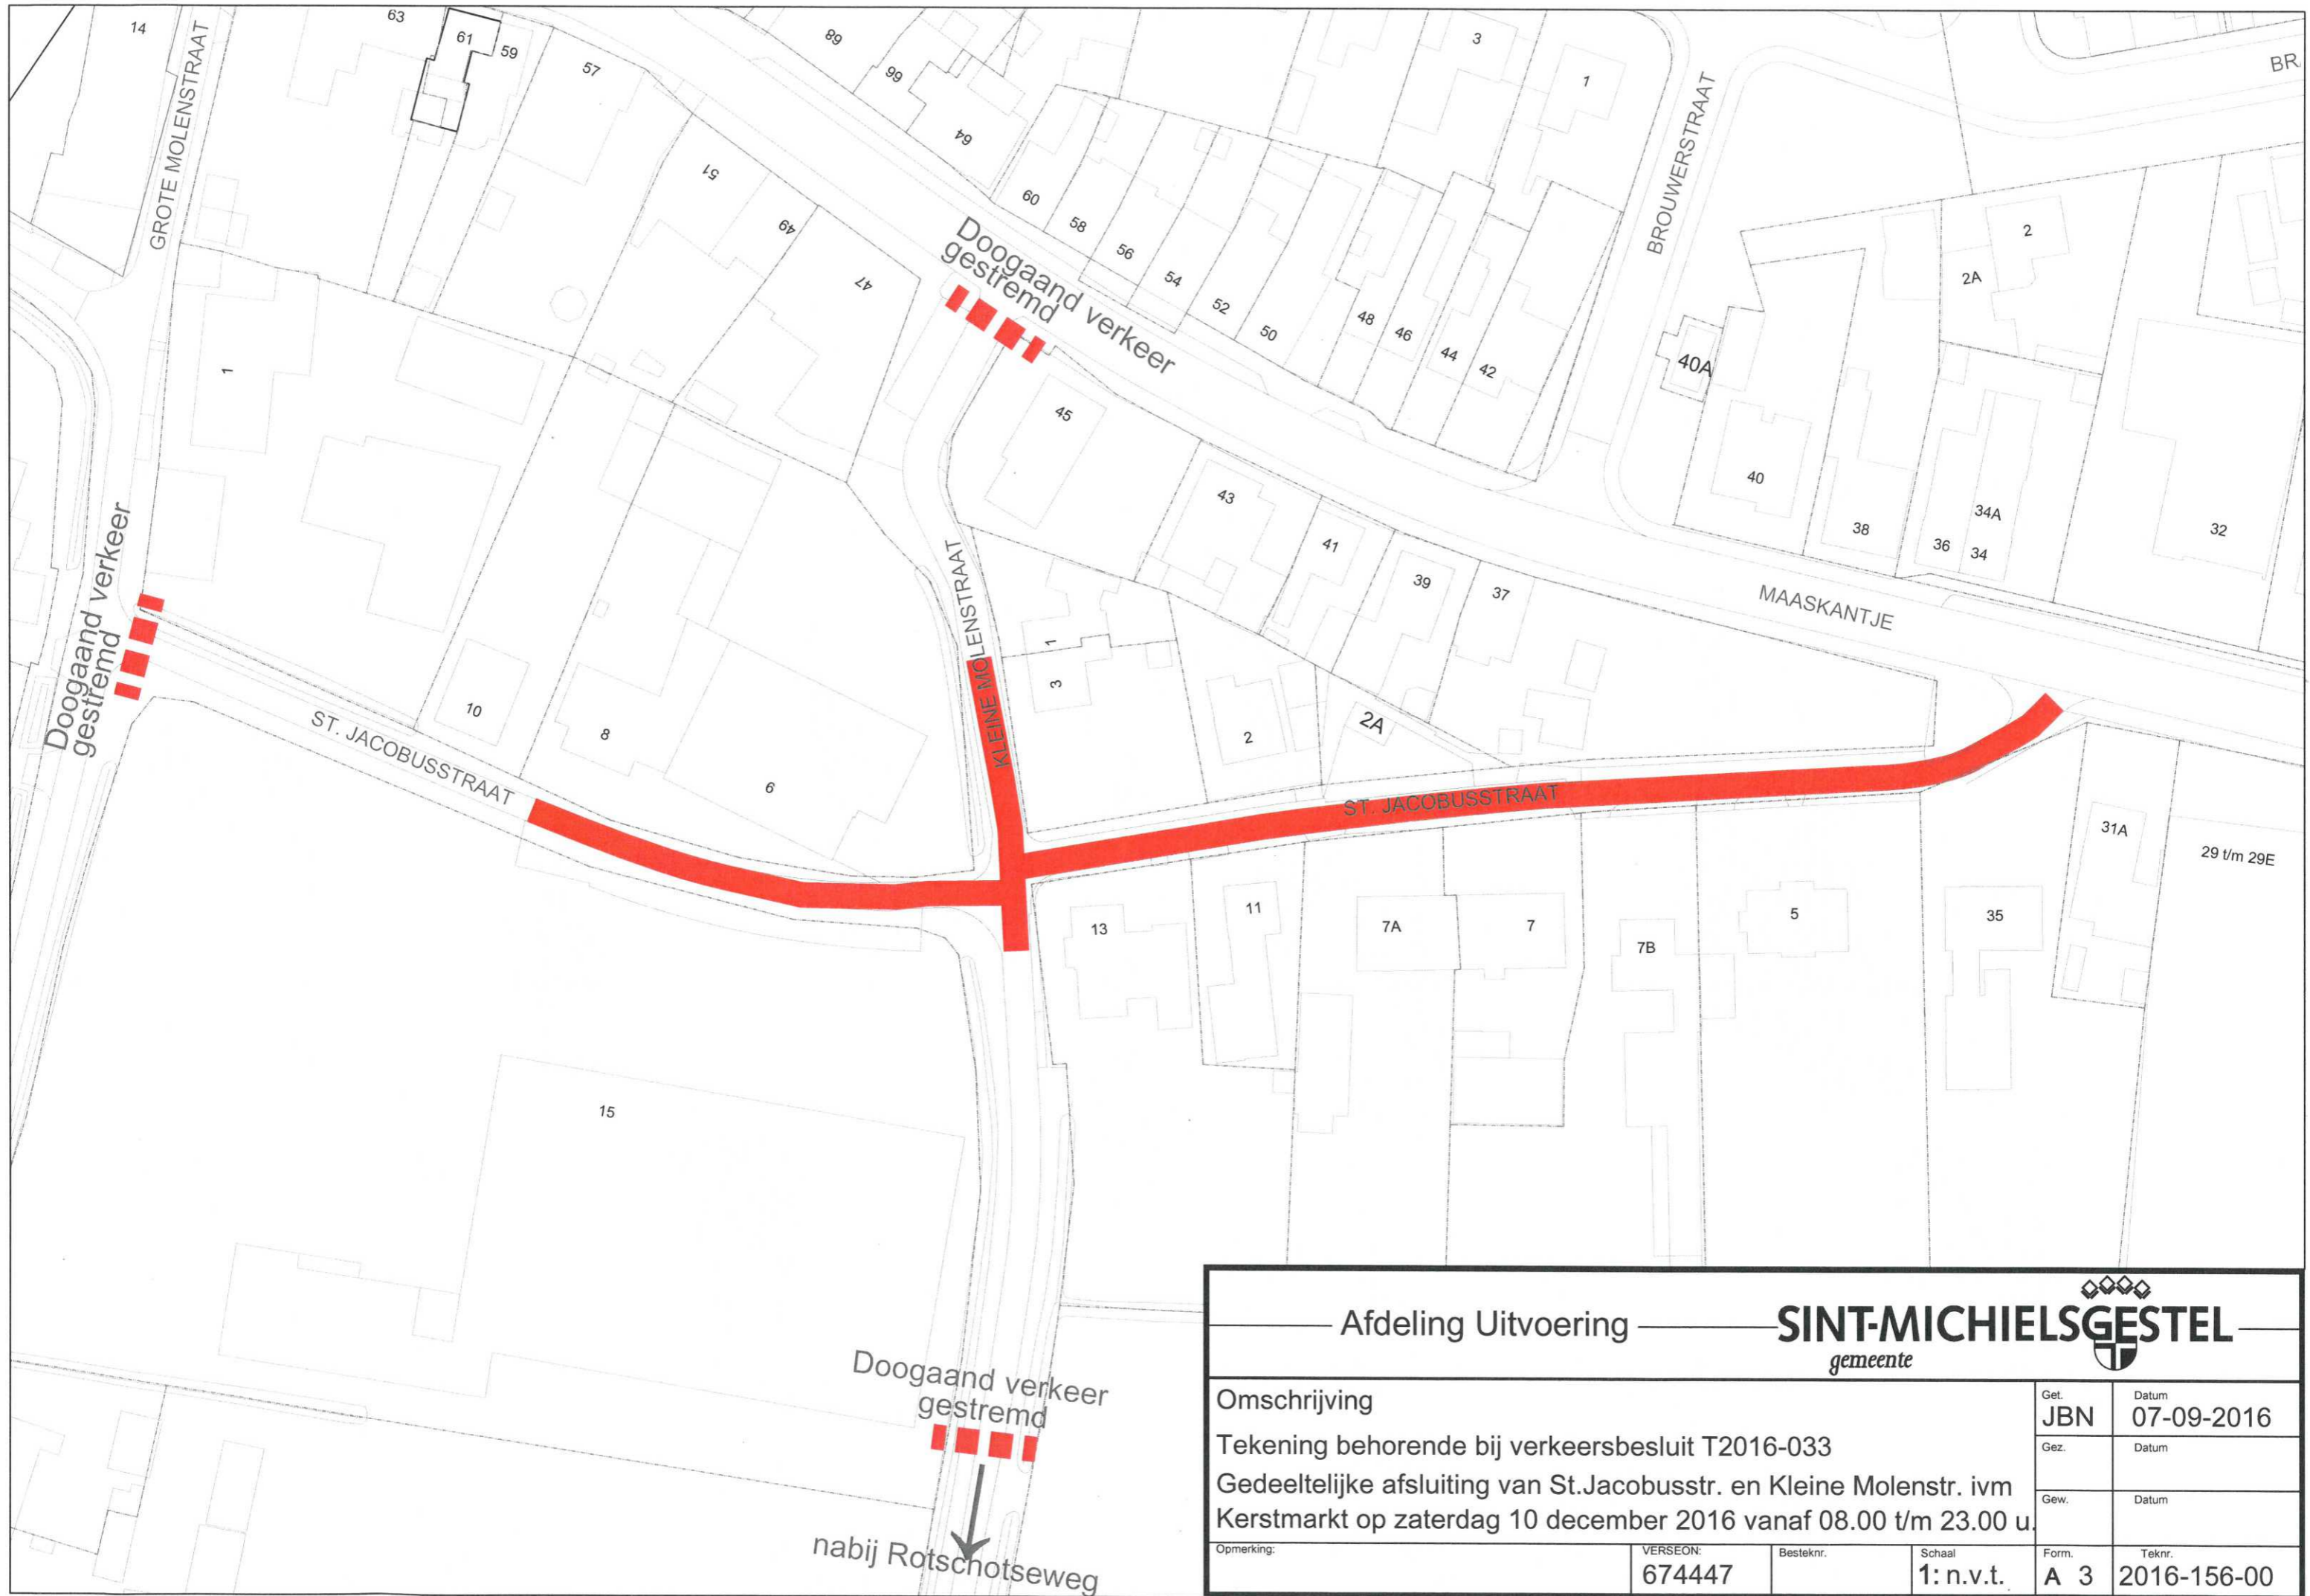 14
GROTE MOLENSTRAAT
63
61
59
57
51
49
47
68
66
64
60
58
56
54
52
50
48
46
44
42
3
1
BROUWERSTRAAT
BR
2
2A
40A
40
38
36
34A
34
32
Doogaand verkeer
gestremd
1
45
43
41
39
37
MAASKANTJE
Doogaand verkeer
gestremd
KLEINE MOLENSTRAAT
1
3
2
2A
10
8
6
ST. JACOBUSSTRAAT
ST. JACOBUSSTRAAT
31A
29 t/m 29E
13
11
7A
7
7B
5
35
15
Doogaand verkeer
gestremd
nabij Rotschotseweg
Afdeling Uitvoering
SINT-MICHIELSGESTEL
gemeente
Omschrijving
Tekening behorende bij verkeersbesluit T2016-033
Gedeeltelijke afsluiting van St.Jacobusstr. en Kleine Molenstr. ivm
Kerstmarkt op zaterdag 10 december 2016 vanaf 08.00 t/m 23.00 u.
Get.
JBN
Datum
07-09-2016
Gez.
Datum
Gew.
Datum
Opmerking:
VERSEON:
674447
Besteknr.
Schaal
1: n.v.t.
Form.
A 3
Teknr.
2016-156-00